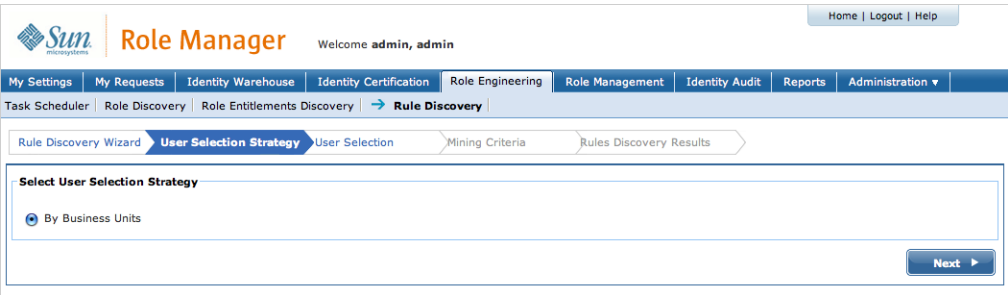 Home | Logout | Help
Sun microsystems Role Manager Welcome admin, admin
My Settings My Requests Identity Warehouse Identity Certification Role Engineering Role Management Identity Audit Reports Administration ▼
Task Scheduler Role Discovery Role Entitlements Discovery → Rule Discovery
Rule Discovery Wizard User Selection Strategy User Selection Mining Criteria Rules Discovery Results
Select User Selection Strategy
By Business Units
Next ▶